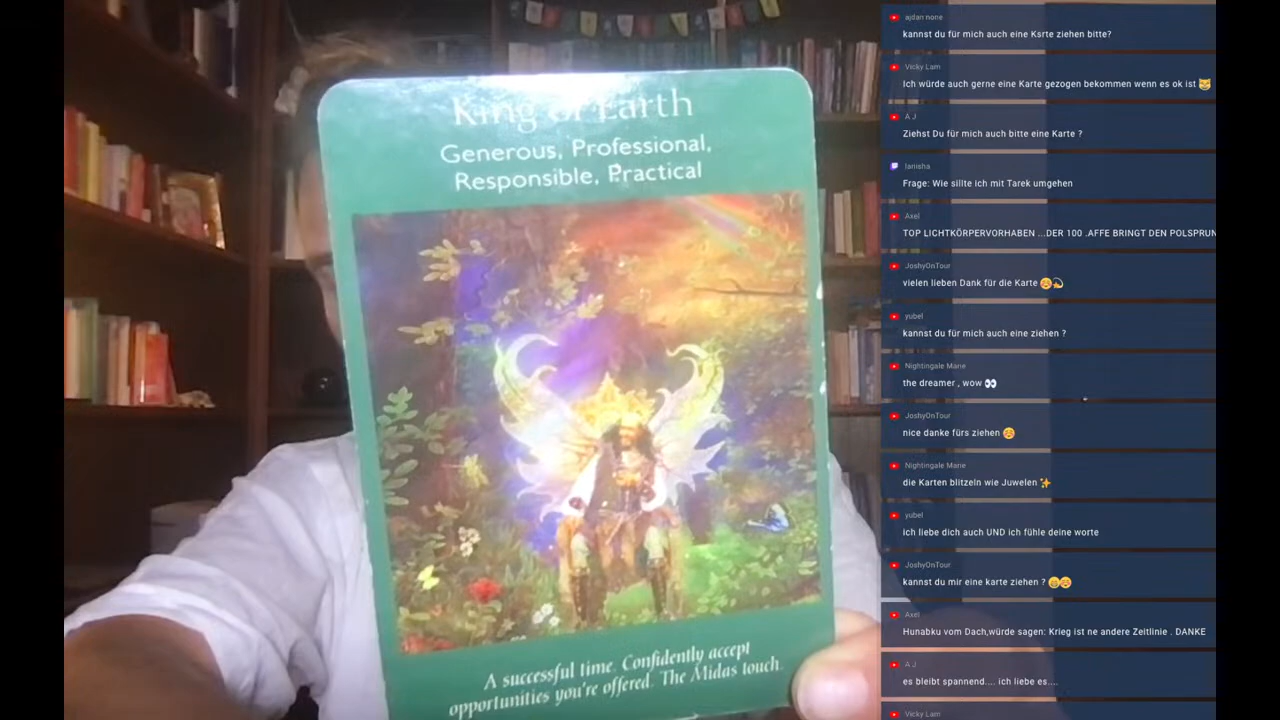 King of Earth
Generous, Professional,
Responsible, Practical
A successful time. Confidently accept
opportunities you're offered. The Midas touch.
ajdan none
kannst du für mich auch eine Ksrte ziehen bitte?
Vicky Lam
Ich würde auch gerne eine Karte gezogen bekommen wenn es ok ist 😸
A J
Ziehst Du für mich auch bitte eine Karte ?
Ianisha
Frage: Wie sillte ich mit Tarek umgehen
Axel
TOP LICHTKÖRPERVORHABEN ...DER 100 .AFFE BRINGT DEN POLSPRUN
JoshyOnTour
vielen lieben Dank für die Karte ☺️💫
yubel
kannst du für mich auch eine ziehen ?
Nightingale Marie
the dreamer , wow 👀
JoshyOnTour
nice danke fürs ziehen ☺️
Nightingale Marie
die Karten blitzeln wie Juwelen ✨
yubel
Ich liebe dich auch UND ich fühle deine worte
JoshyOnTour
kannst du mir eine karte ziehen ? 😄☺️
Axel
Hunabku vom Dach,würde sagen: Krieg ist ne andere Zeitlinie . DANKE
A J
es bleibt spannend.... ich liebe es....
Vicky Lam